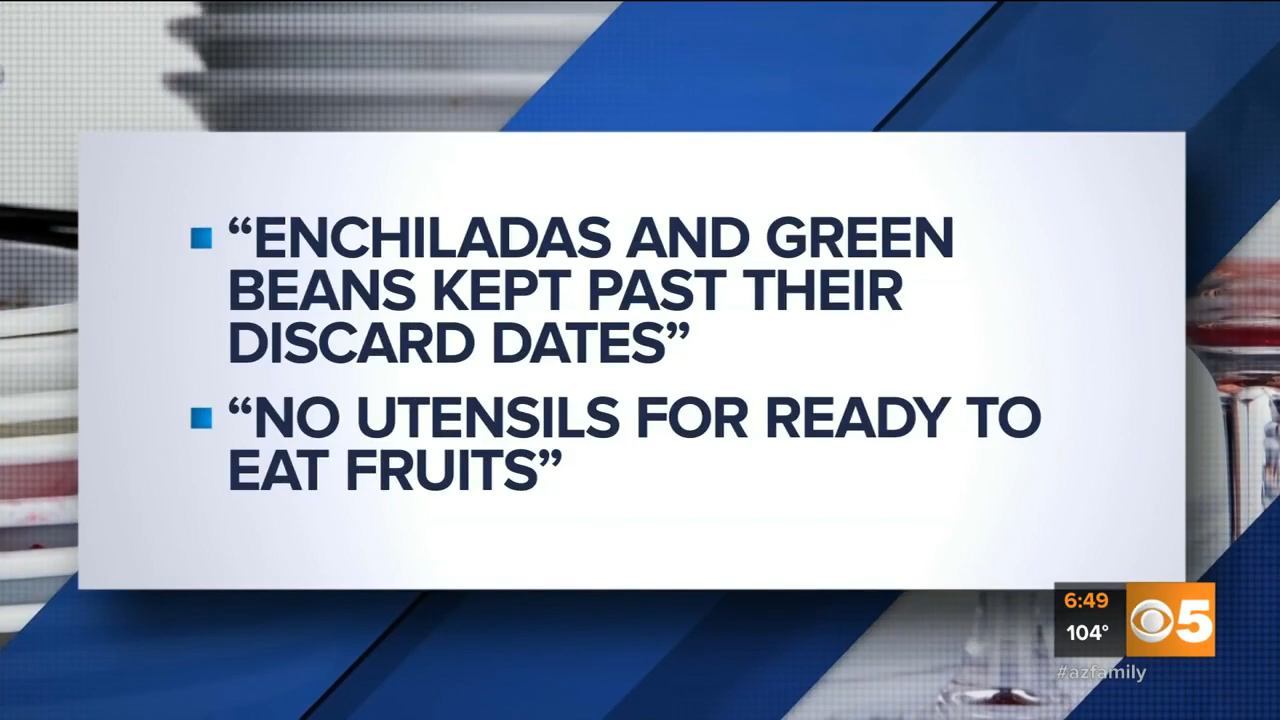 “ENCHILADAS AND GREEN
BEANS KEPT PAST THEIR
DISCARD DATES”
“NO UTENSILS FOR READY TO
EAT FRUITS”
6:49
104°
5
#azfamily